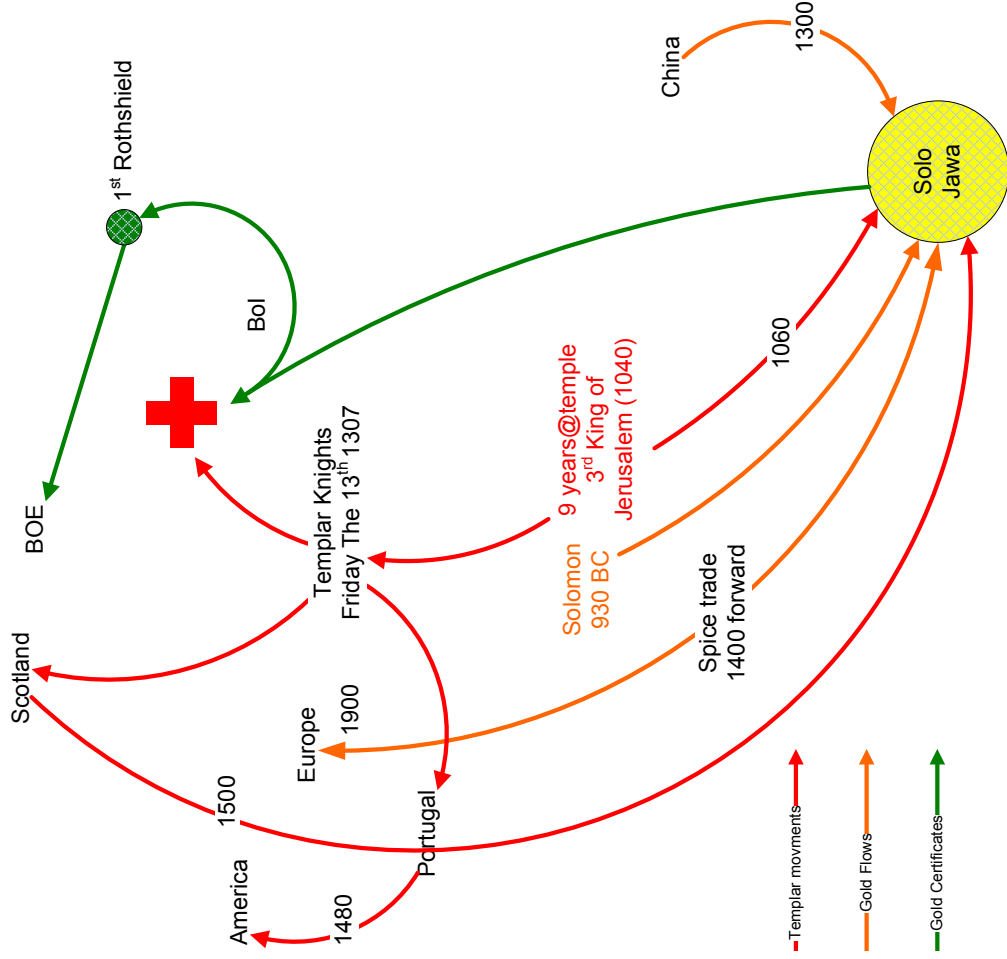 Scotland
BOE
1st Rothshield
1500
America
BoI
Europe
Templar Knights
Friday The 13th 1307
1480
1900
Portugal
9 years@temple
3rd King of
Jerusalem (1040)
Solomon
930 BC
China
Spice trade
1400 forward
1060
1300
Templar movments
Gold Flows
Gold Certificates
Solo
Jawa